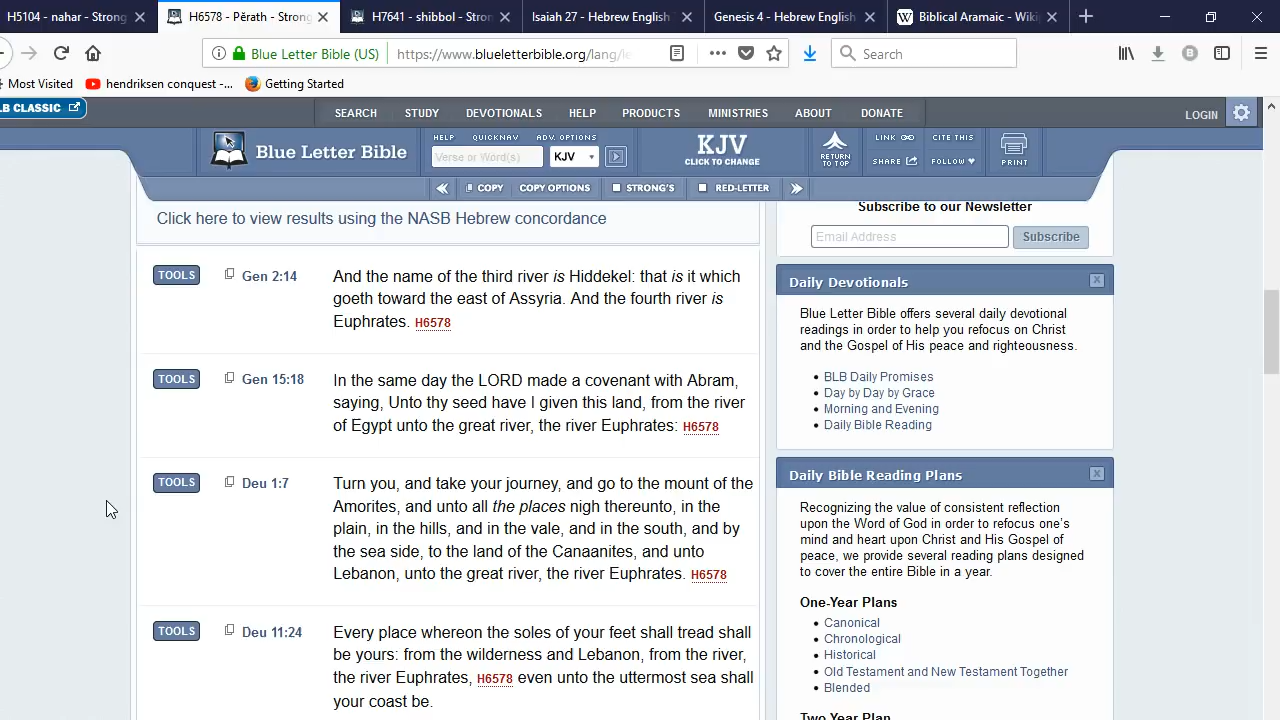 H5104 - nahar - Strong
H6578 - Pĕrath - Strong
H7641 - shibbol - Stron
Isaiah 27 - Hebrew English
Genesis 4 - Hebrew English
Biblical Aramaic - Wiki
Blue Letter Bible (US)
https://www.blueletterbible.org/lang/le
Search
Most Visited
hendriksen conquest -...
Getting Started
LB CLASSIC
SEARCH
STUDY
DEVOTIONALS
HELP
PRODUCTS
MINISTRIES
ABOUT
DONATE
LOGIN
Blue Letter Bible
HELP QUICKNAV ADV. OPTIONS
Verse or Word(s)
KJV
KJV
CLICK TO CHANGE
RETURN
TO TOP
LINK
CITE THIS
SHARE
FOLLOW
PRINT
COPY
COPY OPTIONS
STRONG'S
RED-LETTER
Click here to view results using the NASB Hebrew concordance
TOOLS
Gen 2:14
And the name of the third river is Hiddekel: that is it which
goeth toward the east of Assyria. And the fourth river is
Euphrates. H6578
TOOLS
Gen 15:18
In the same day the LORD made a covenant with Abram,
saying, Unto thy seed have I given this land, from the river
of Egypt unto the great river, the river Euphrates: H6578
TOOLS
Deu 1:7
Turn you, and take your journey, and go to the mount of the
Amorites, and unto all the places nigh thereunto, in the
plain, in the hills, and in the vale, and in the south, and by
the sea side, to the land of the Canaanites, and unto
Lebanon, unto the great river, the river Euphrates. H6578
TOOLS
Deu 11:24
Every place whereon the soles of your feet shall tread shall
be yours: from the wilderness and Lebanon, from the river,
the river Euphrates, H6578 even unto the uttermost sea shall
your coast be.
Subscribe to our Newsletter
Email Address
Subscribe
Daily Devotionals
Blue Letter Bible offers several daily devotional
readings in order to help you refocus on Christ
and the Gospel of His peace and righteousness.
BLB Daily Promises
Day by Day by Grace
Morning and Evening
Daily Bible Reading
Daily Bible Reading Plans
Recognizing the value of consistent reflection
upon the Word of God in order to refocus one's
mind and heart upon Christ and His Gospel of
peace, we provide several reading plans designed
to cover the entire Bible in a year.
One-Year Plans
Canonical
Chronological
Historical
Old Testament and New Testament Together
Blended
Two Year Plan